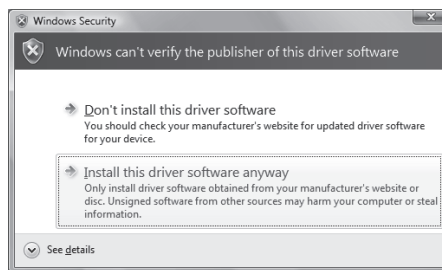 Windows Security
Windows can't verify the publisher of this driver software
Don't install this driver software
You should check your manufacturer's website for updated driver software
for your device.
Install this driver software anyway
Only install driver software obtained from your manufacturer's website or
disc. Unsigned software from other sources may harm your computer or steal
information.
See details